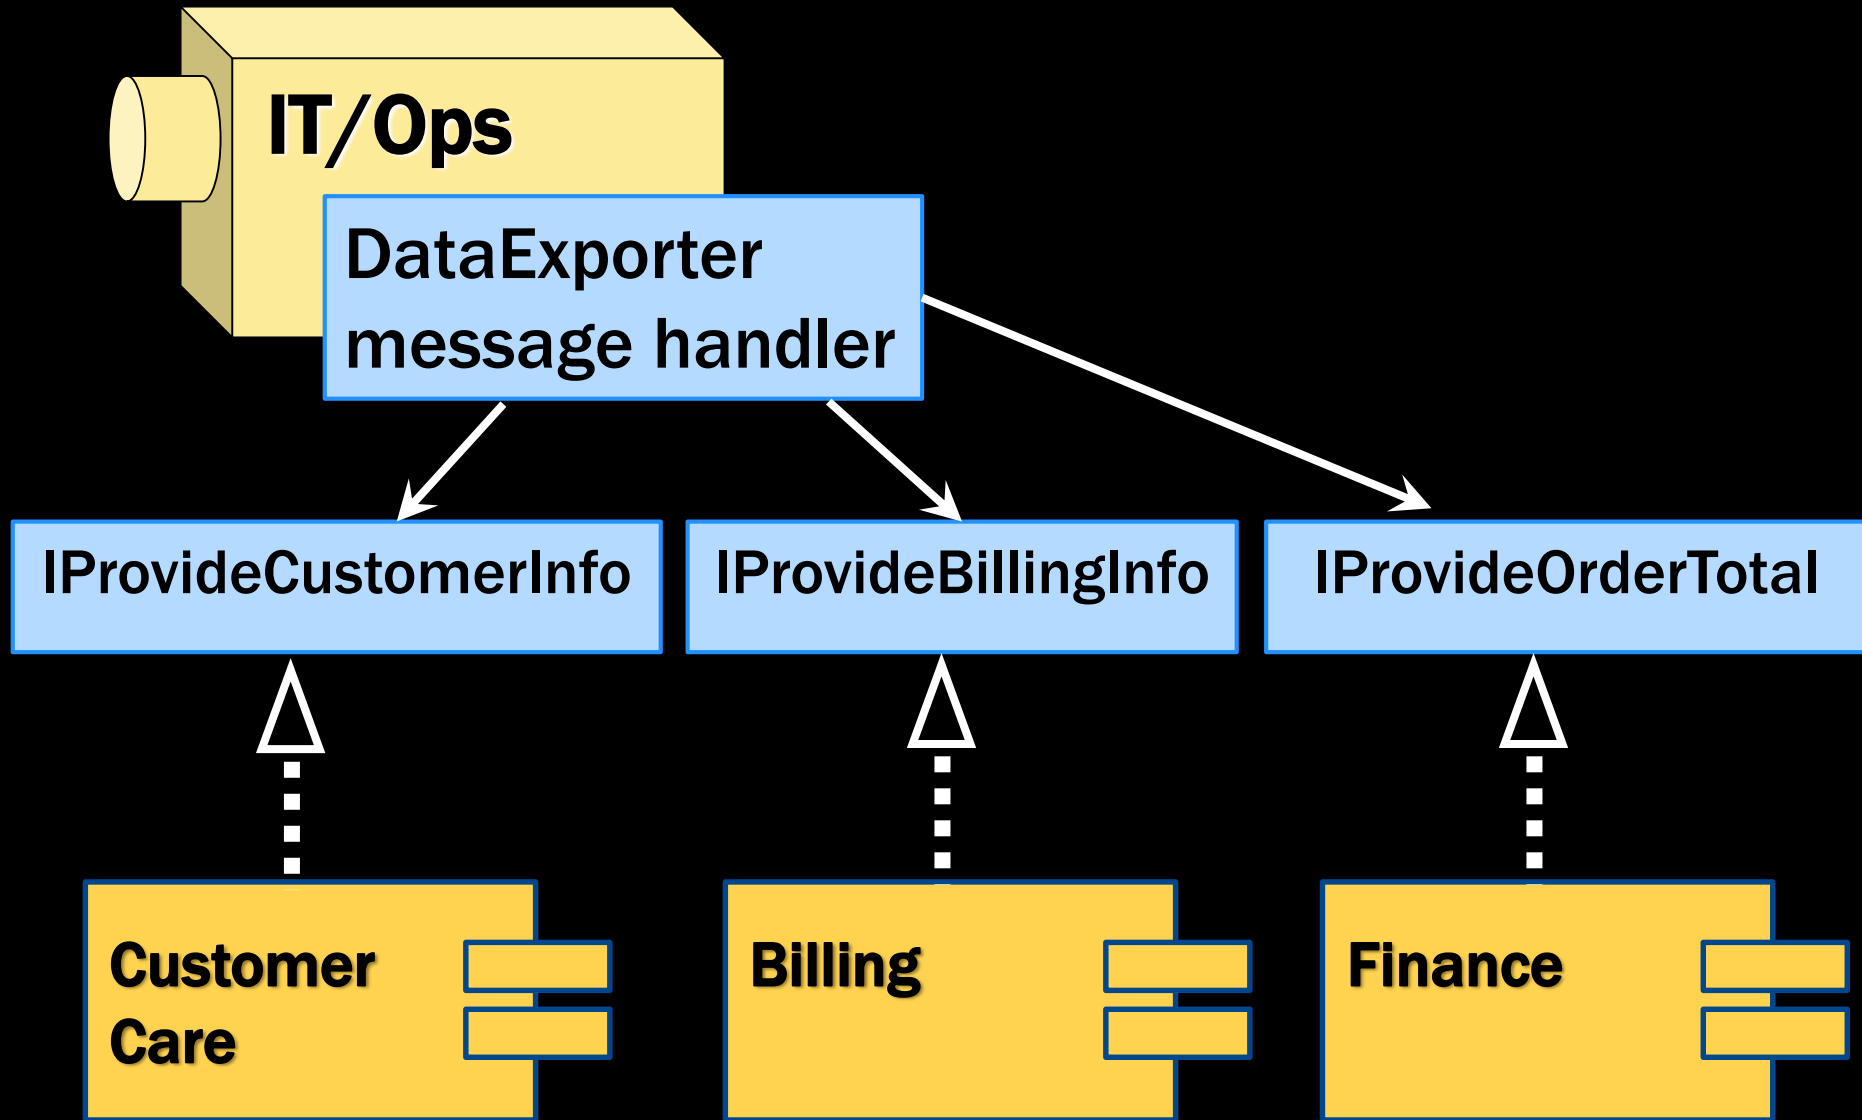 IT/Ops
DataExporter
message handler
IProvideCustomerInfo
IProvideBillingInfo
IProvideOrderTotal
Customer
Care
Billing
Finance